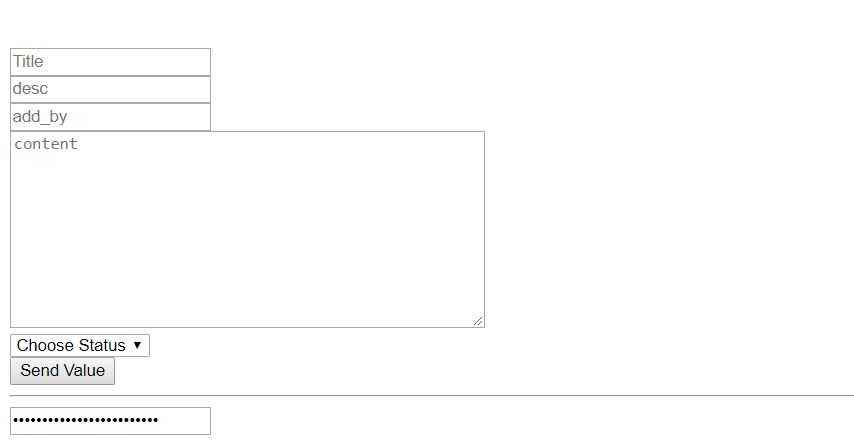 Title
desc
add_by
content
Choose Status
Send Value
•••••••••••••••••••••••••